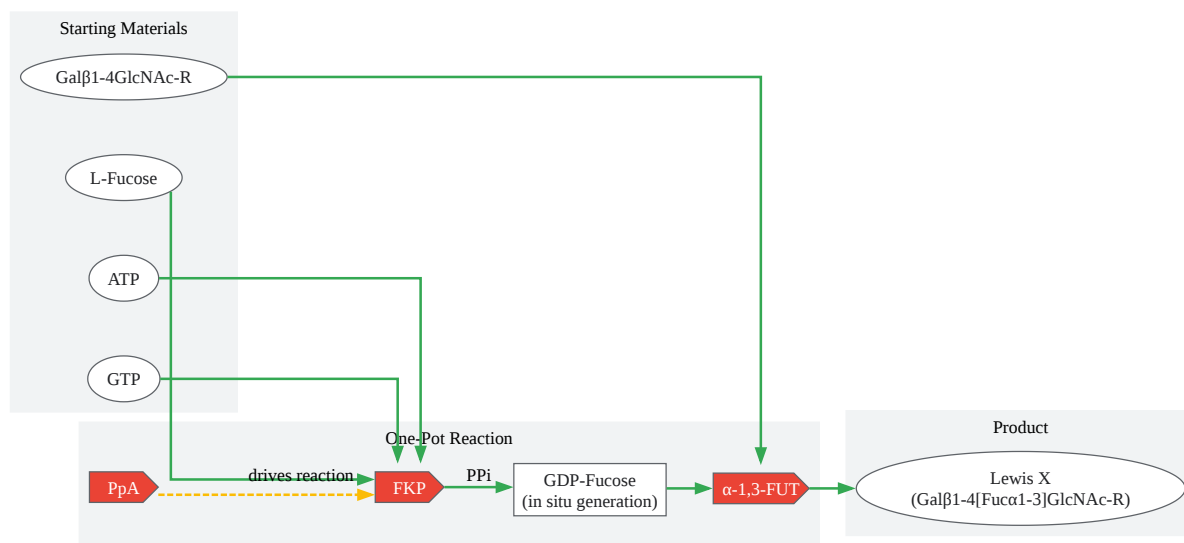 Starting Materials
Galβ1-4GlcNAc-R
L-Fucose
ATP
GTP
One-Pot Reaction
PpA
drives reaction
FKP
PPi
GDP-Fucose
(in situ generation)
α-1,3-FUT
Product
Lewis X
(Galβ1-4[Fucα1-3]GlcNAc-R)